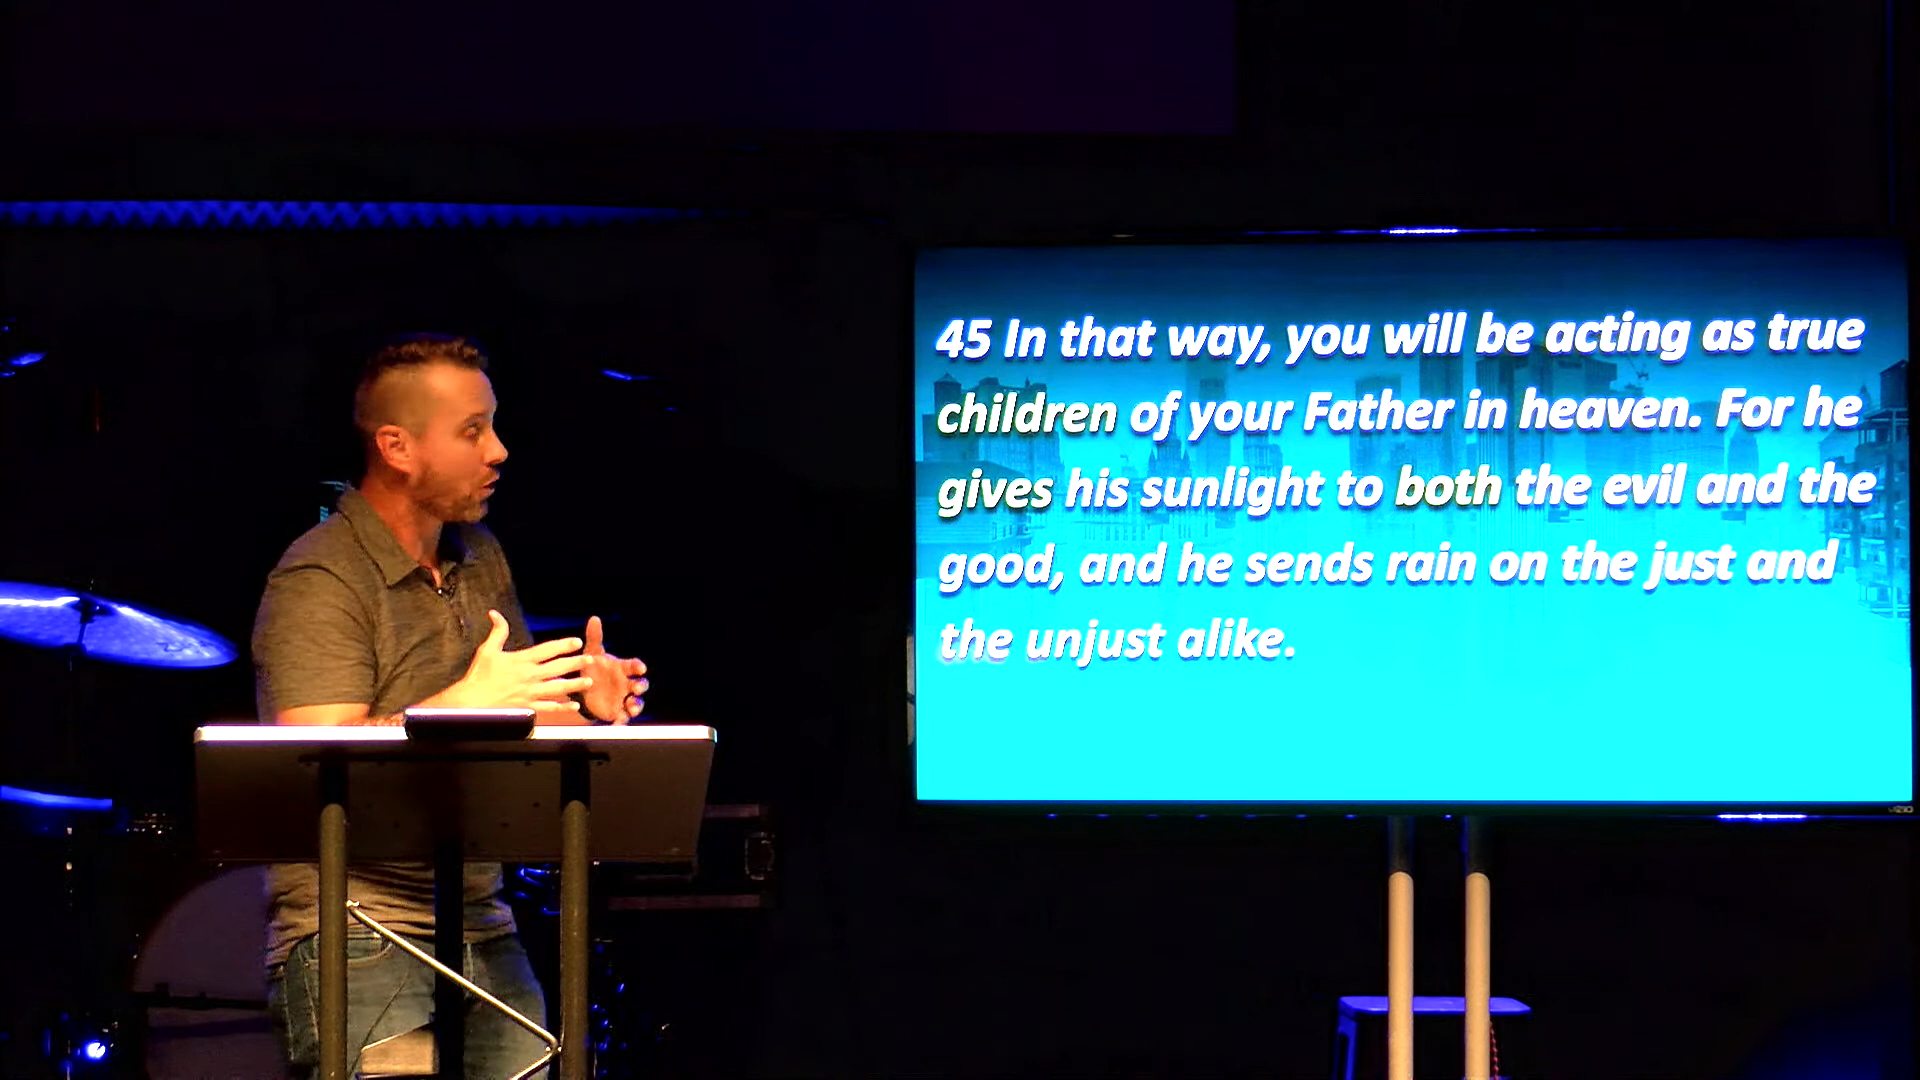 45 In that way, you will be acting as true
children of your Father in heaven. For he
gives his sunlight to both the evil and the
good, and he sends rain on the just and
the unjust alike.
VIZIO